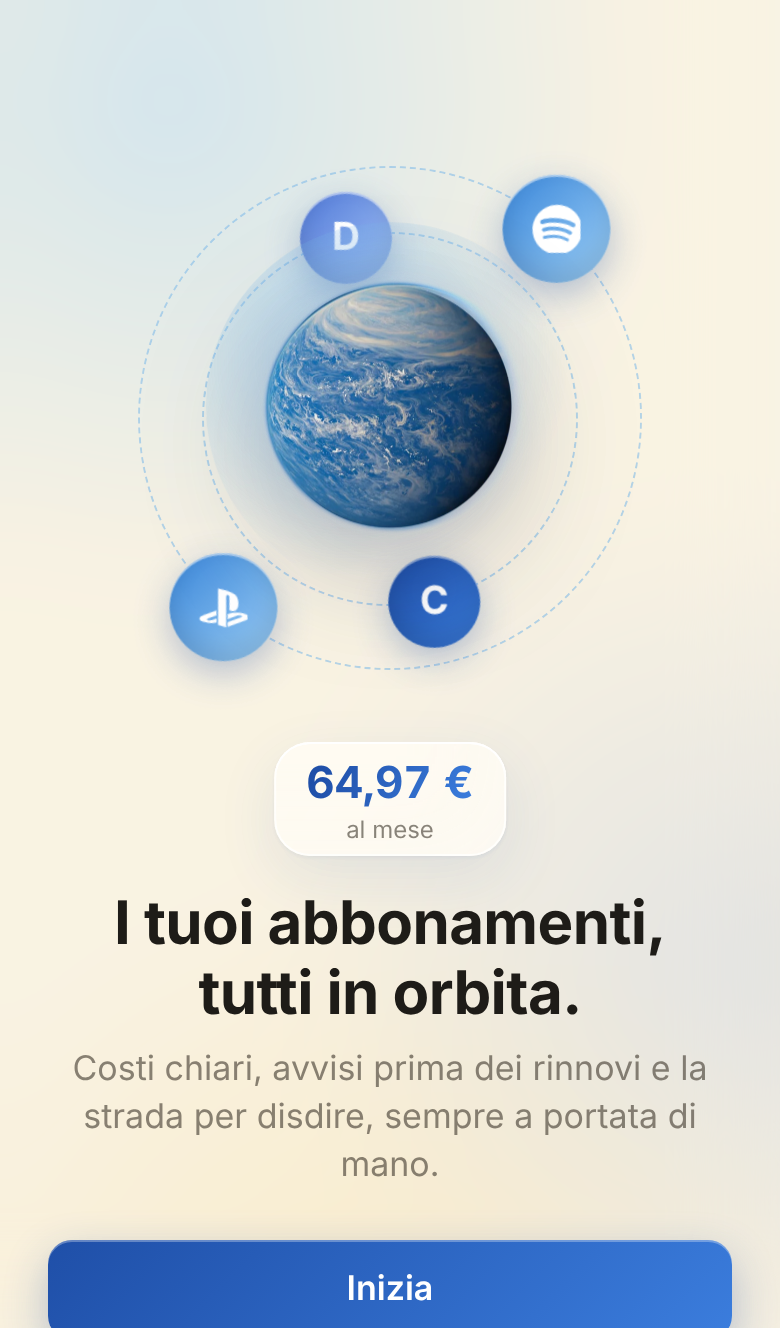 D
C
64,97 €
al mese
I tuoi abbonamenti,
tutti in orbita.
Costi chiari, avvisi prima dei rinnovi e la
strada per disdire, sempre a portata di
mano.
Inizia